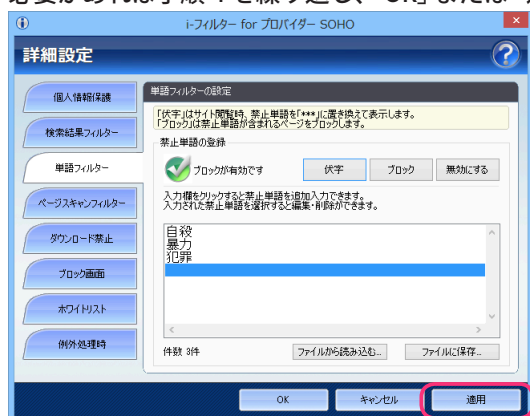 i-フィルター for プロバイダー SOHO
詳細設定
個人情報保護
検索結果フィルター
単語フィルター
ページスキャンフィルター
ダウンロード禁止
ブロック画面
ホワイトリスト
例外処理時
単語フィルターの設定
「伏字」はサイト閲覧時、禁止単語を「***」に置き換えて表示します。
「ブロック」は禁止単語が含まれるページをブロックします。
禁止単語の登録
ブロックが有効です
伏字
ブロック
無効にする
入力欄をクリックすると禁止単語を追加入力できます。
入力された禁止単語を選択すると編集・削除ができます。
自殺
暴力
犯罪
件数 3件
ファイルから読み込む...
ファイルに保存...
OK
キャンセル
適用